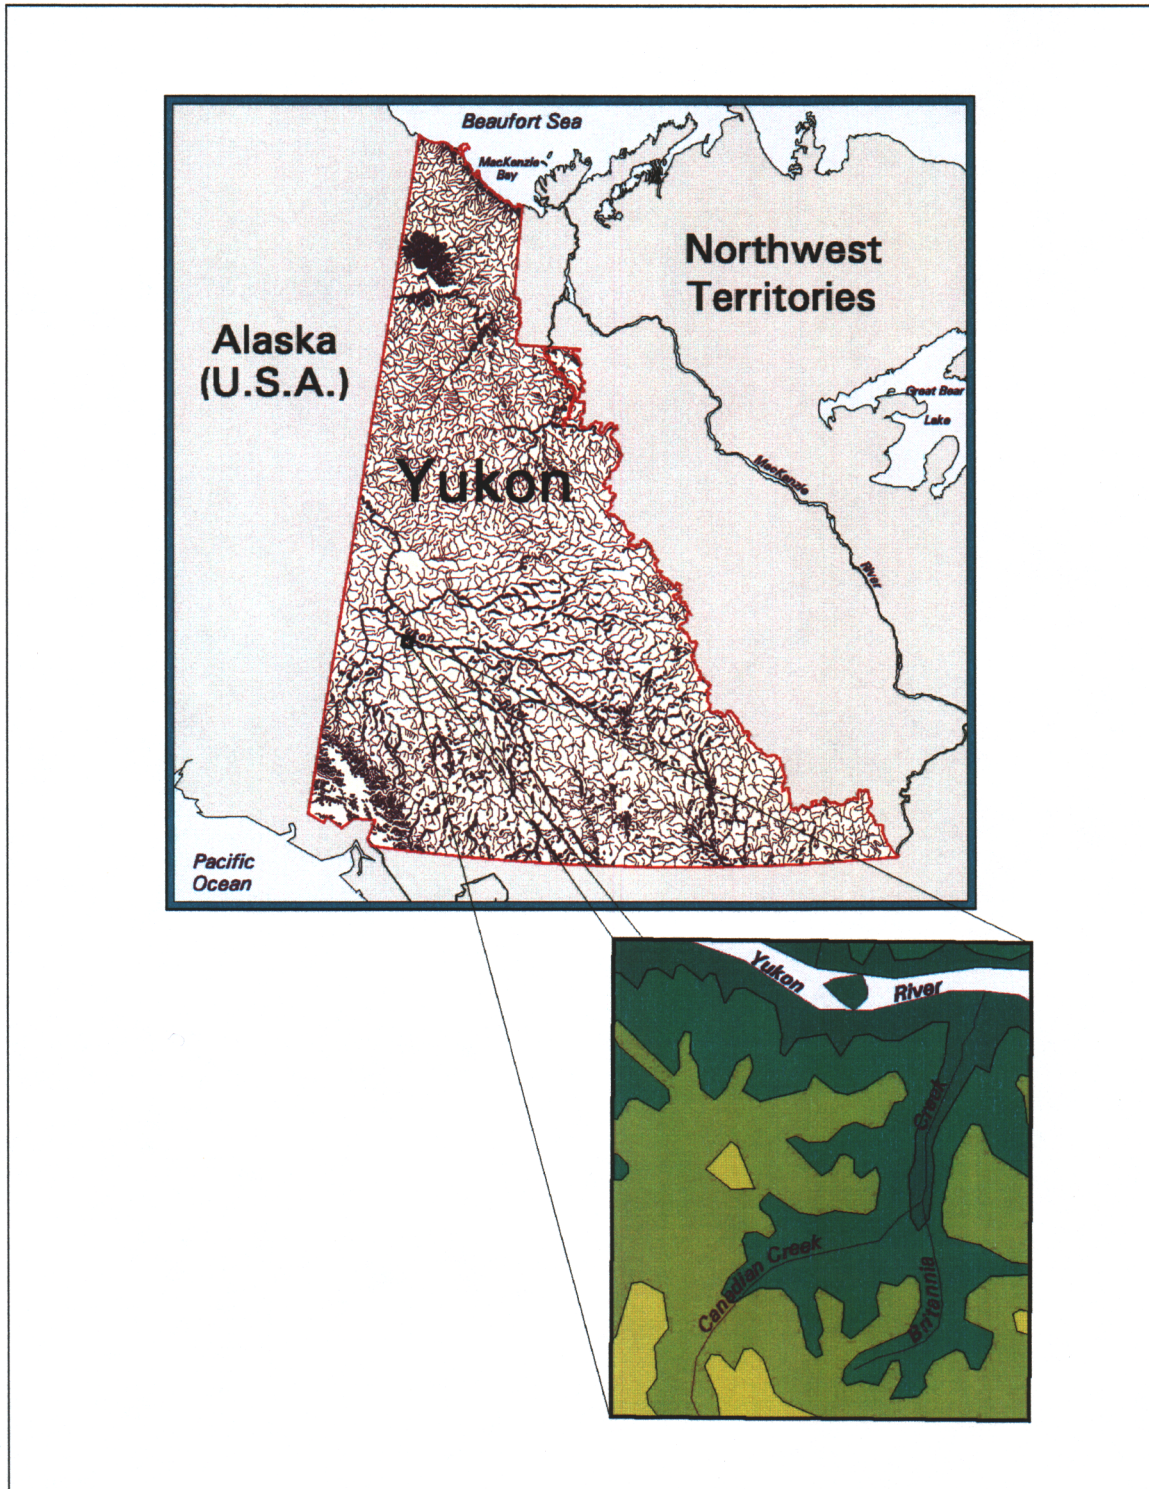 Beaufort Sea
MacKenzie
Bay
Northwest
Territories
Alaska
(U.S.A.)
Great Bear
Lake
Yukon
MacKenzie
River
Yukon
Pacific
Ocean
Yukon
River
Creek
Canadian Creek
Britannia